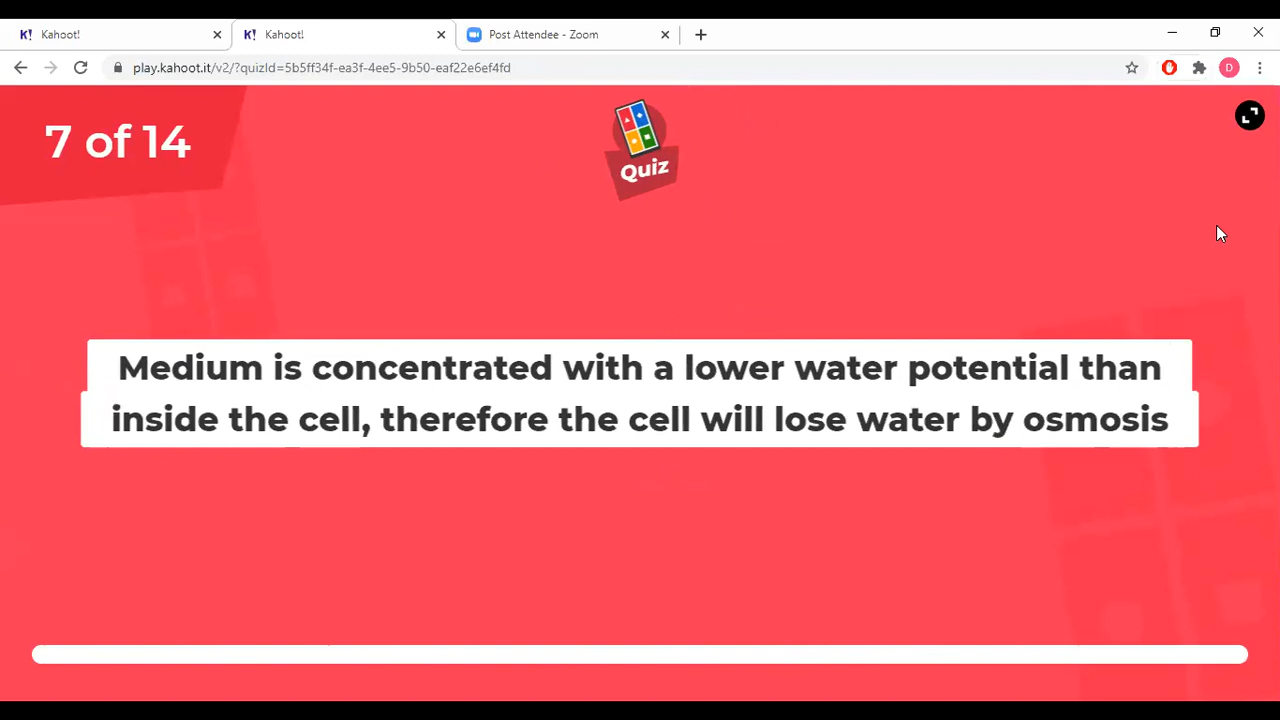 K! Kahoot!
K! Kahoot!
Post Attendee - Zoom
play.kahoot.it/v2/?quizId=5b5ff34f-ea3f-4ee5-9b50-eaf22e6ef4fd
D
7 of 14
Quiz
Medium is concentrated with a lower water potential than
inside the cell, therefore the cell will lose water by osmosis